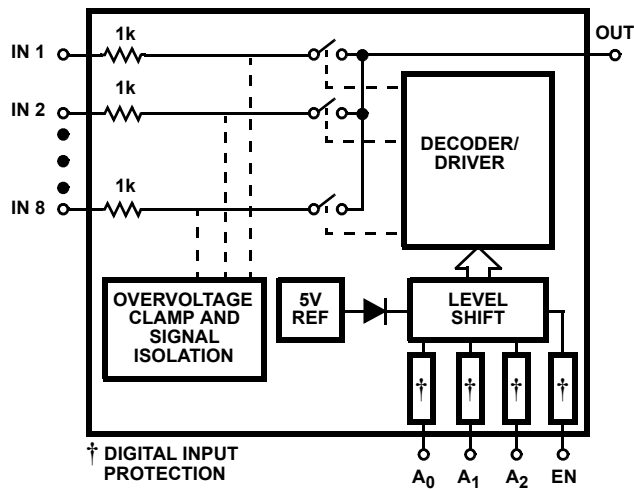 1k
OUT
IN 1
1k
IN 2
DECODER/
DRIVER
1k
IN 8
OVERVOLTAGE
CLAMP AND
SIGNAL
ISOLATION
5V
REF
LEVEL
SHIFT
† † † †
† DIGITAL INPUT
PROTECTION
A0 A1 A2 EN